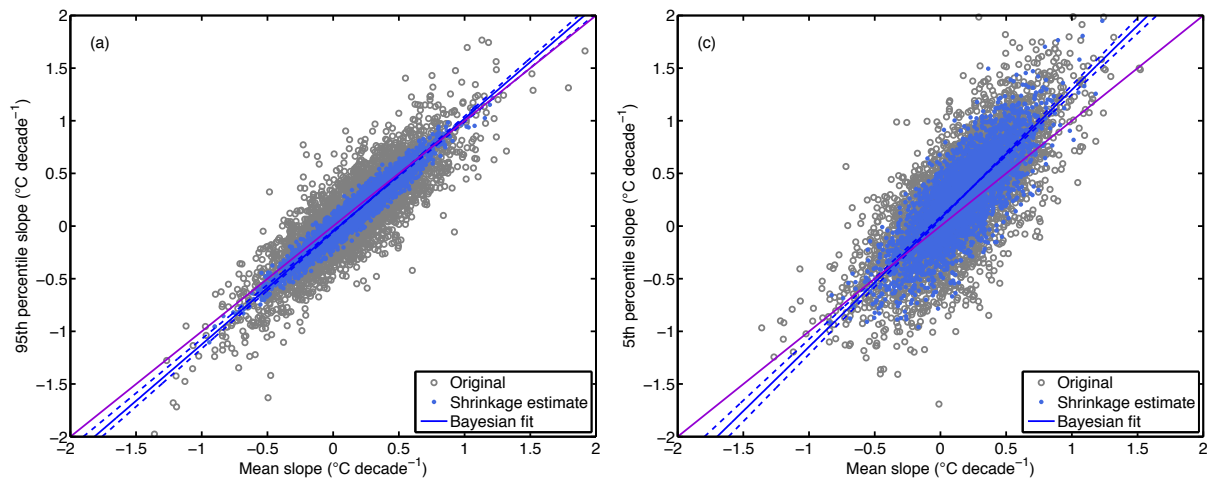 (a)
95th percentile slope (°C decade⁻¹)
2
1.5
1
0.5
0
−0.5
−1
−1.5
−2
−2 −1.5 −1 −0.5 0 0.5 1 1.5 2
Mean slope (°C decade⁻¹)
Original
Shrinkage estimate
Bayesian fit
(c)
5th percentile slope (°C decade⁻¹)
2
1.5
1
0.5
0
−0.5
−1
−1.5
−2
−2 −1.5 −1 −0.5 0 0.5 1 1.5 2
Mean slope (°C decade⁻¹)
Original
Shrinkage estimate
Bayesian fit